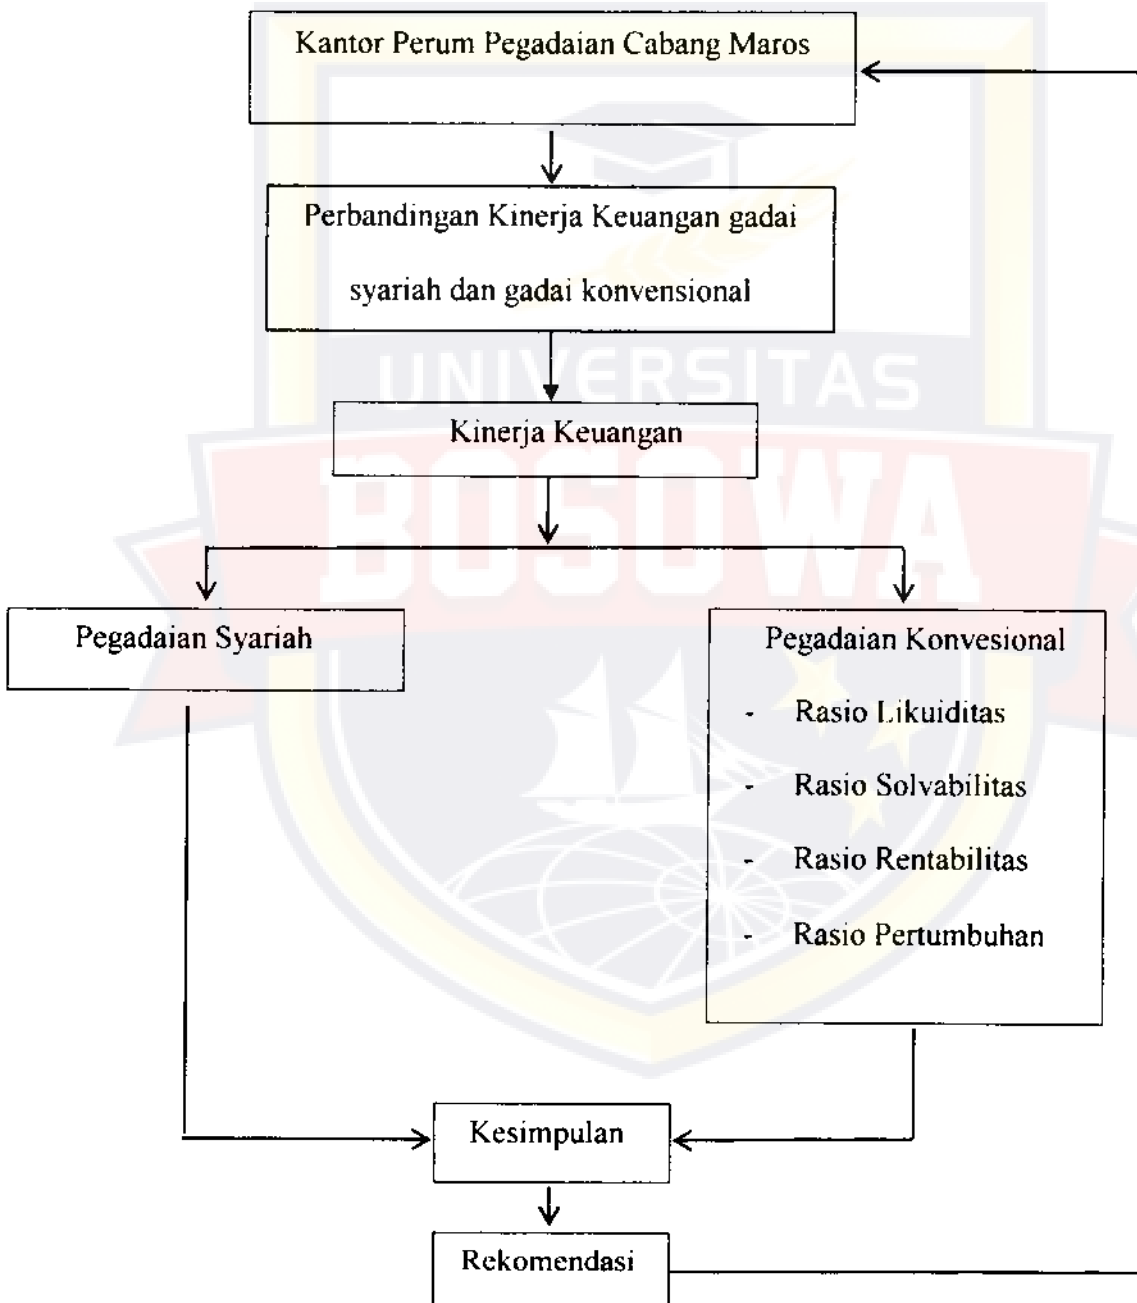 Kantor Perum Pegadaian Cabang Maros
Perbandingan Kinerja Keuangan gadai
syariah dan gadai konvensional
UNIVERSITAS
Kinerja Keuangan
BOSOWA
Pegadaian Syariah
Pegadaian Konvesional
- Rasio Likuiditas
- Rasio Solvabilitas
- Rasio Rentabilitas
- Rasio Pertumbuhan
Kesimpulan
Rekomendasi